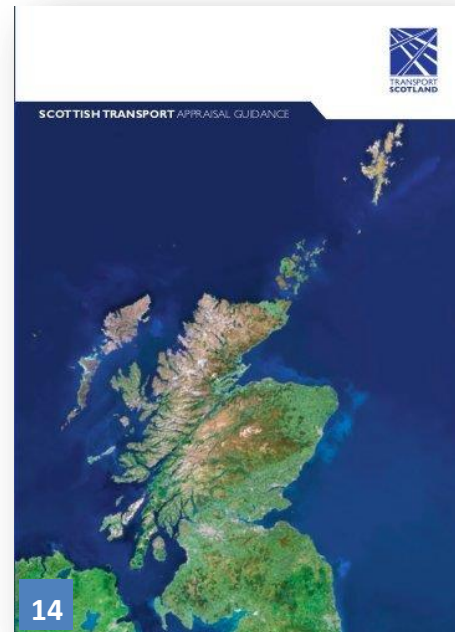 TRANSPORT
SCOTLAND
SCOTTISH TRANSPORT APPRAISAL GUIDANCE
14